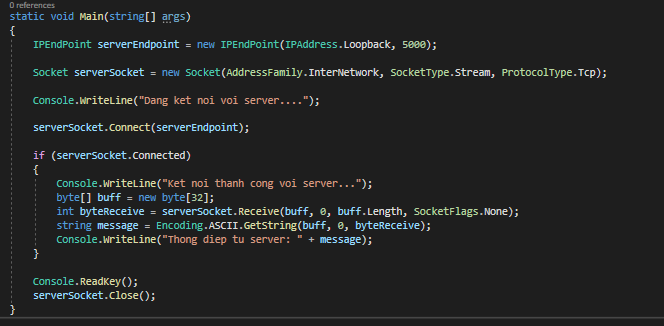 0 references
static void Main(string[] args)
{
IPEndPoint serverEndpoint = new IPEndPoint(IPAddress.Loopback, 5000);
Socket serverSocket = new Socket(AddressFamily.InterNetwork, SocketType.Stream, ProtocolType.Tcp);
Console.WriteLine("Dang ket noi voi server....");
serverSocket.Connect(serverEndpoint);
if (serverSocket.Connected)
{
Console.WriteLine("Ket noi thanh cong voi server...");
byte[] buff = new byte[32];
int byteReceive = serverSocket.Receive(buff, 0, buff.Length, SocketFlags.None);
string message = Encoding.ASCII.GetString(buff, 0, byteReceive);
Console.WriteLine("Thong diep tu server: " + message);
}
Console.ReadKey();
serverSocket.Close();
}